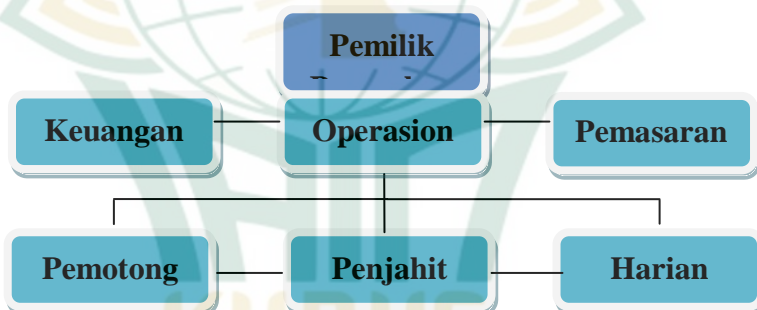 Pemilik
Keuangan
Operasion
Pemasaran
Pemotong
Penjahit
Harian